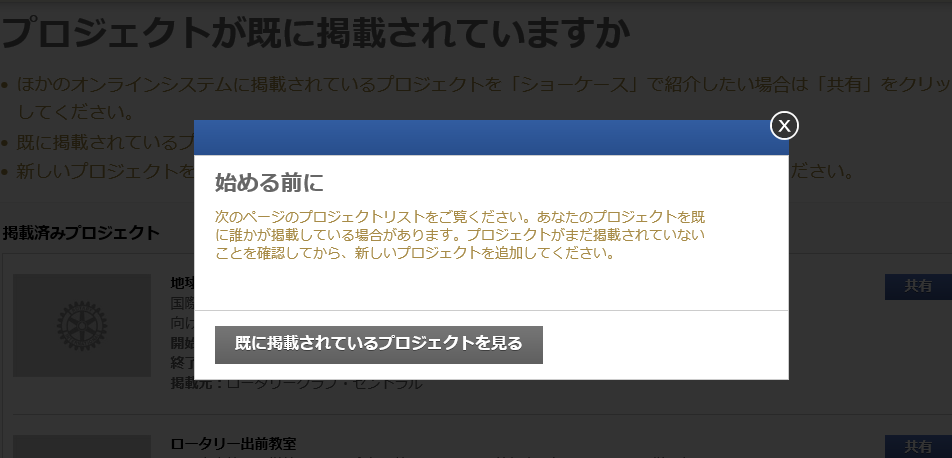 プロジェクトが既に掲載されていますか
ほかのオンラインシステムに掲載されているプロジェクトを「ショーケース」で紹介したい場合は「共有」をクリッ
してください。
既に掲載されているプ
新しいプロジェクトを
ださい。
X
始める前に
次のページのプロジェクトリストをご覧ください。あなたのプロジェクトを既
に誰かが掲載している場合があります。プロジェクトがまだ掲載されていない
ことを確認してから、新しいプロジェクトを追加してください。
既に掲載されているプロジェクトを見る
掲載済みプロジェクト
地球
共有
国際
向け
開始
終了
掲載元：ロータリークラブ・セントラル
ロータリー出前教室
共有